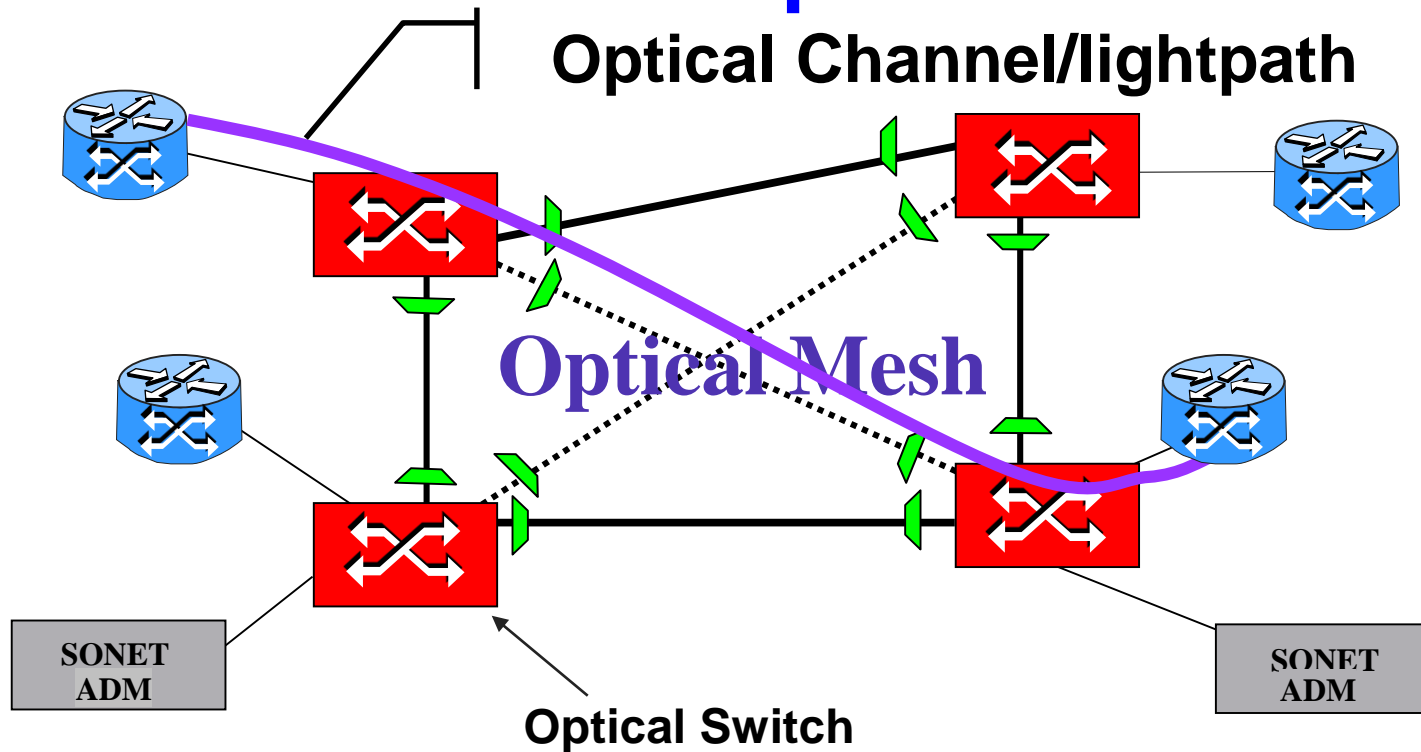 Optical Channel/lightpath
Optical Mesh
SONET
ADM
SONET
ADM
Optical Switch